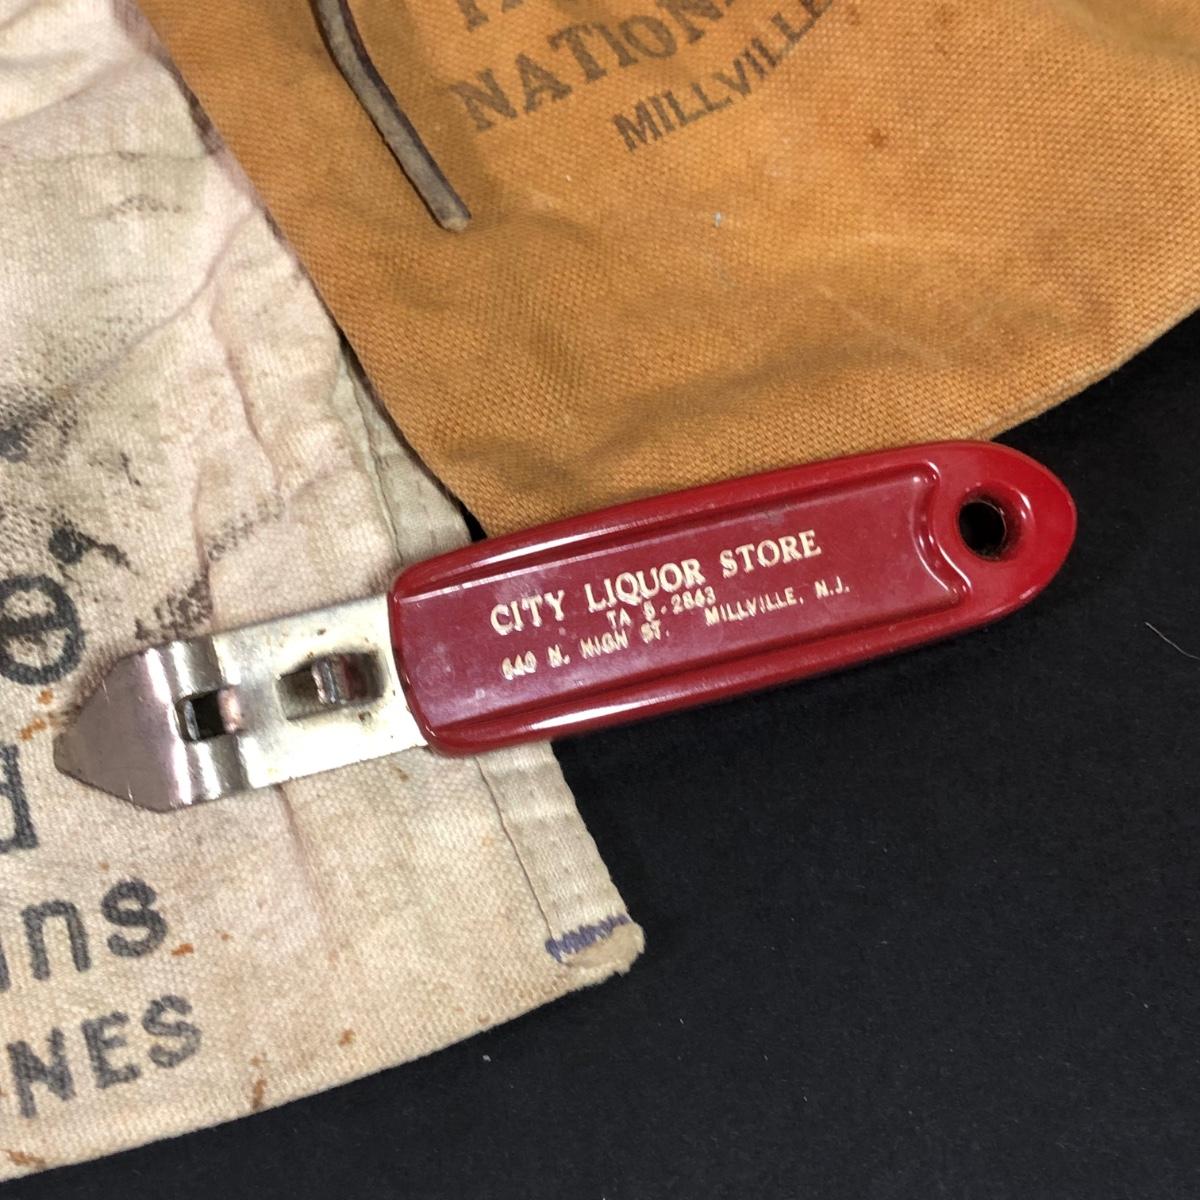 NATION
MILLVILLE
CITY LIQUOR STORE
TA 5-2843
640 N. HIGH ST. MILLVILLE, N.J.
ns
NES